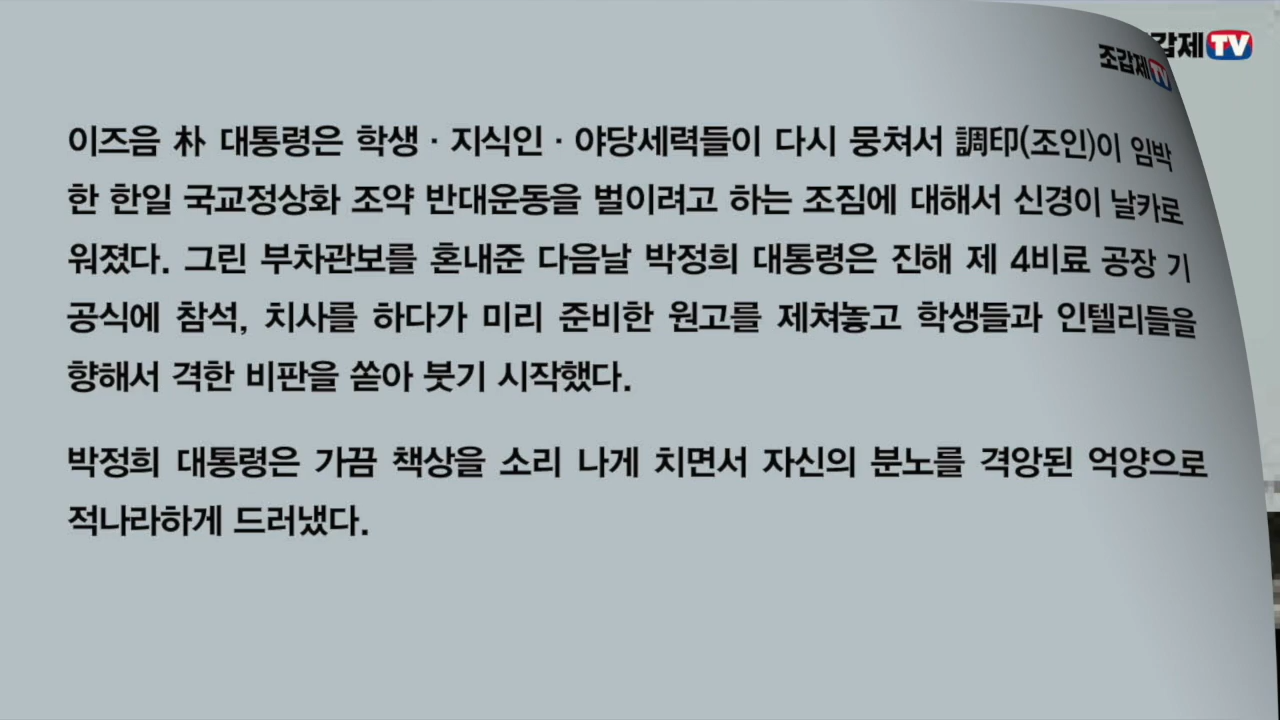 조갑제TV
갑제TV
이즈음 朴 대통령은 학생 · 지식인 · 야당세력들이 다시 뭉쳐서 調印(조인)이 임박
한 한일 국교정상화 조약 반대운동을 벌이려고 하는 조짐에 대해서 신경이 날카로
워졌다. 그린 부차관보를 혼내준 다음날 박정희 대통령은 진해 제 4비료 공장 기
공식에 참석, 치사를 하다가 미리 준비한 원고를 제쳐놓고 학생들과 인텔리들을
향해서 격한 비판을 쏟아 붓기 시작했다.
박정희 대통령은 가끔 책상을 소리 나게 치면서 자신의 분노를 격앙된 억양으로
적나라하게 드러냈다.